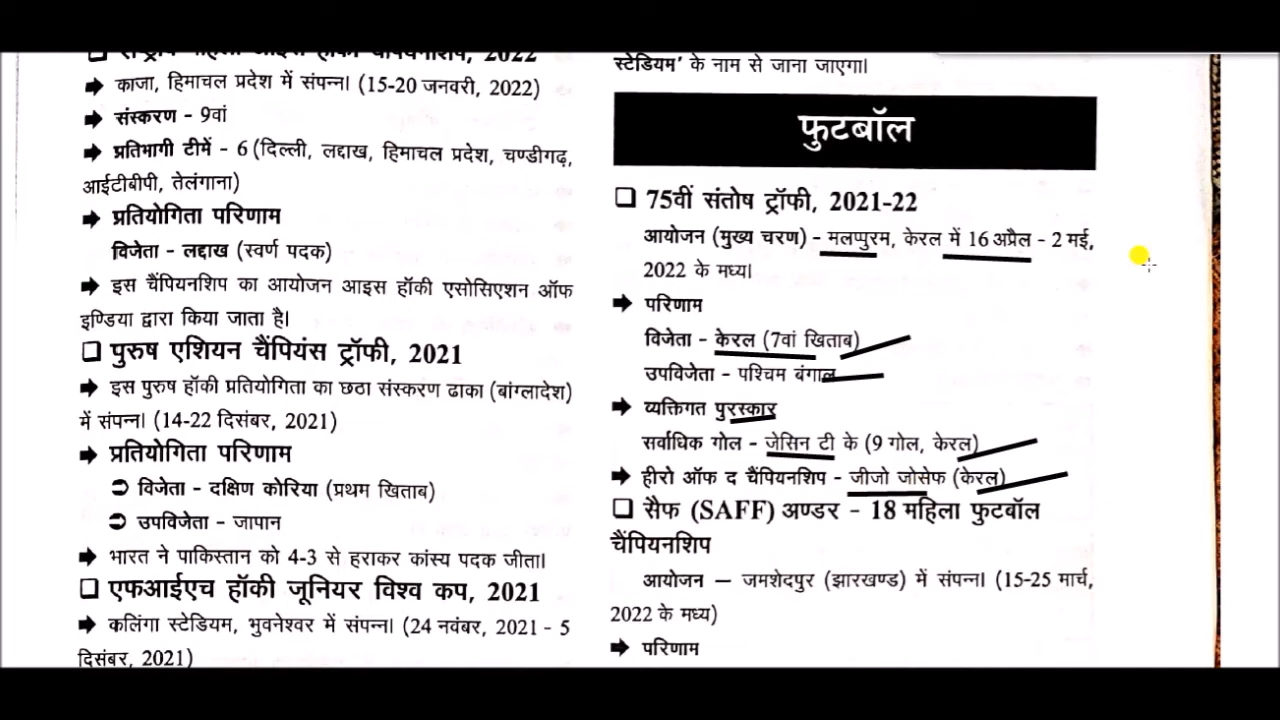 राष्ट्रीय महिला आइस हॉकी चैंपियनशिप, 2022
काजा, हिमाचल प्रदेश में संपन्न। (15-20 जनवरी, 2022)
संस्करण - 9वां
प्रतिभागी टीमें - 6 (दिल्ली, लद्दाख, हिमाचल प्रदेश, चण्डीगढ़,
आईटीबीपी, तेलंगाना)
प्रतियोगिता परिणाम
विजेता - लद्दाख (स्वर्ण पदक)
इस चैंपियनशिप का आयोजन आइस हॉकी एसोसिएशन ऑफ
इण्डिया द्वारा किया जाता है।
पुरुष एशियन चैंपियंस ट्रॉफी, 2021
इस पुरुष हॉकी प्रतियोगिता का छठा संस्करण ढाका (बांग्लादेश)
में संपन्न। (14-22 दिसंबर, 2021)
प्रतियोगिता परिणाम
विजेता - दक्षिण कोरिया (प्रथम खिताब)
उपविजेता - जापान
भारत ने पाकिस्तान को 4-3 से हराकर कांस्य पदक जीता।
एफआईएच हॉकी जूनियर विश्व कप, 2021
कलिंगा स्टेडियम, भुवनेश्वर में संपन्न। (24 नवंबर, 2021 - 5
दिसंबर, 2021)
स्टेडियम' के नाम से जाना जाएगा।
फुटबॉल
75वीं संतोष ट्रॉफी, 2021-22
आयोजन (मुख्य चरण) - मलप्पुरम, केरल में 16 अप्रैल - 2 मई,
2022 के मध्य।
परिणाम
विजेता - केरल (7वां खिताब)
उपविजेता - पश्चिम बंगाल
व्यक्तिगत पुरस्कार
सर्वाधिक गोल - जेसिन टी के (9 गोल, केरल)
हीरो ऑफ द चैंपियनशिप - जीजो जोसेफ (केरल)
सैफ (SAFF) अण्डर - 18 महिला फुटबॉल
चैंपियनशिप
आयोजन – जमशेदपुर (झारखण्ड) में संपन्न। (15-25 मार्च,
2022 के मध्य)
परिणाम